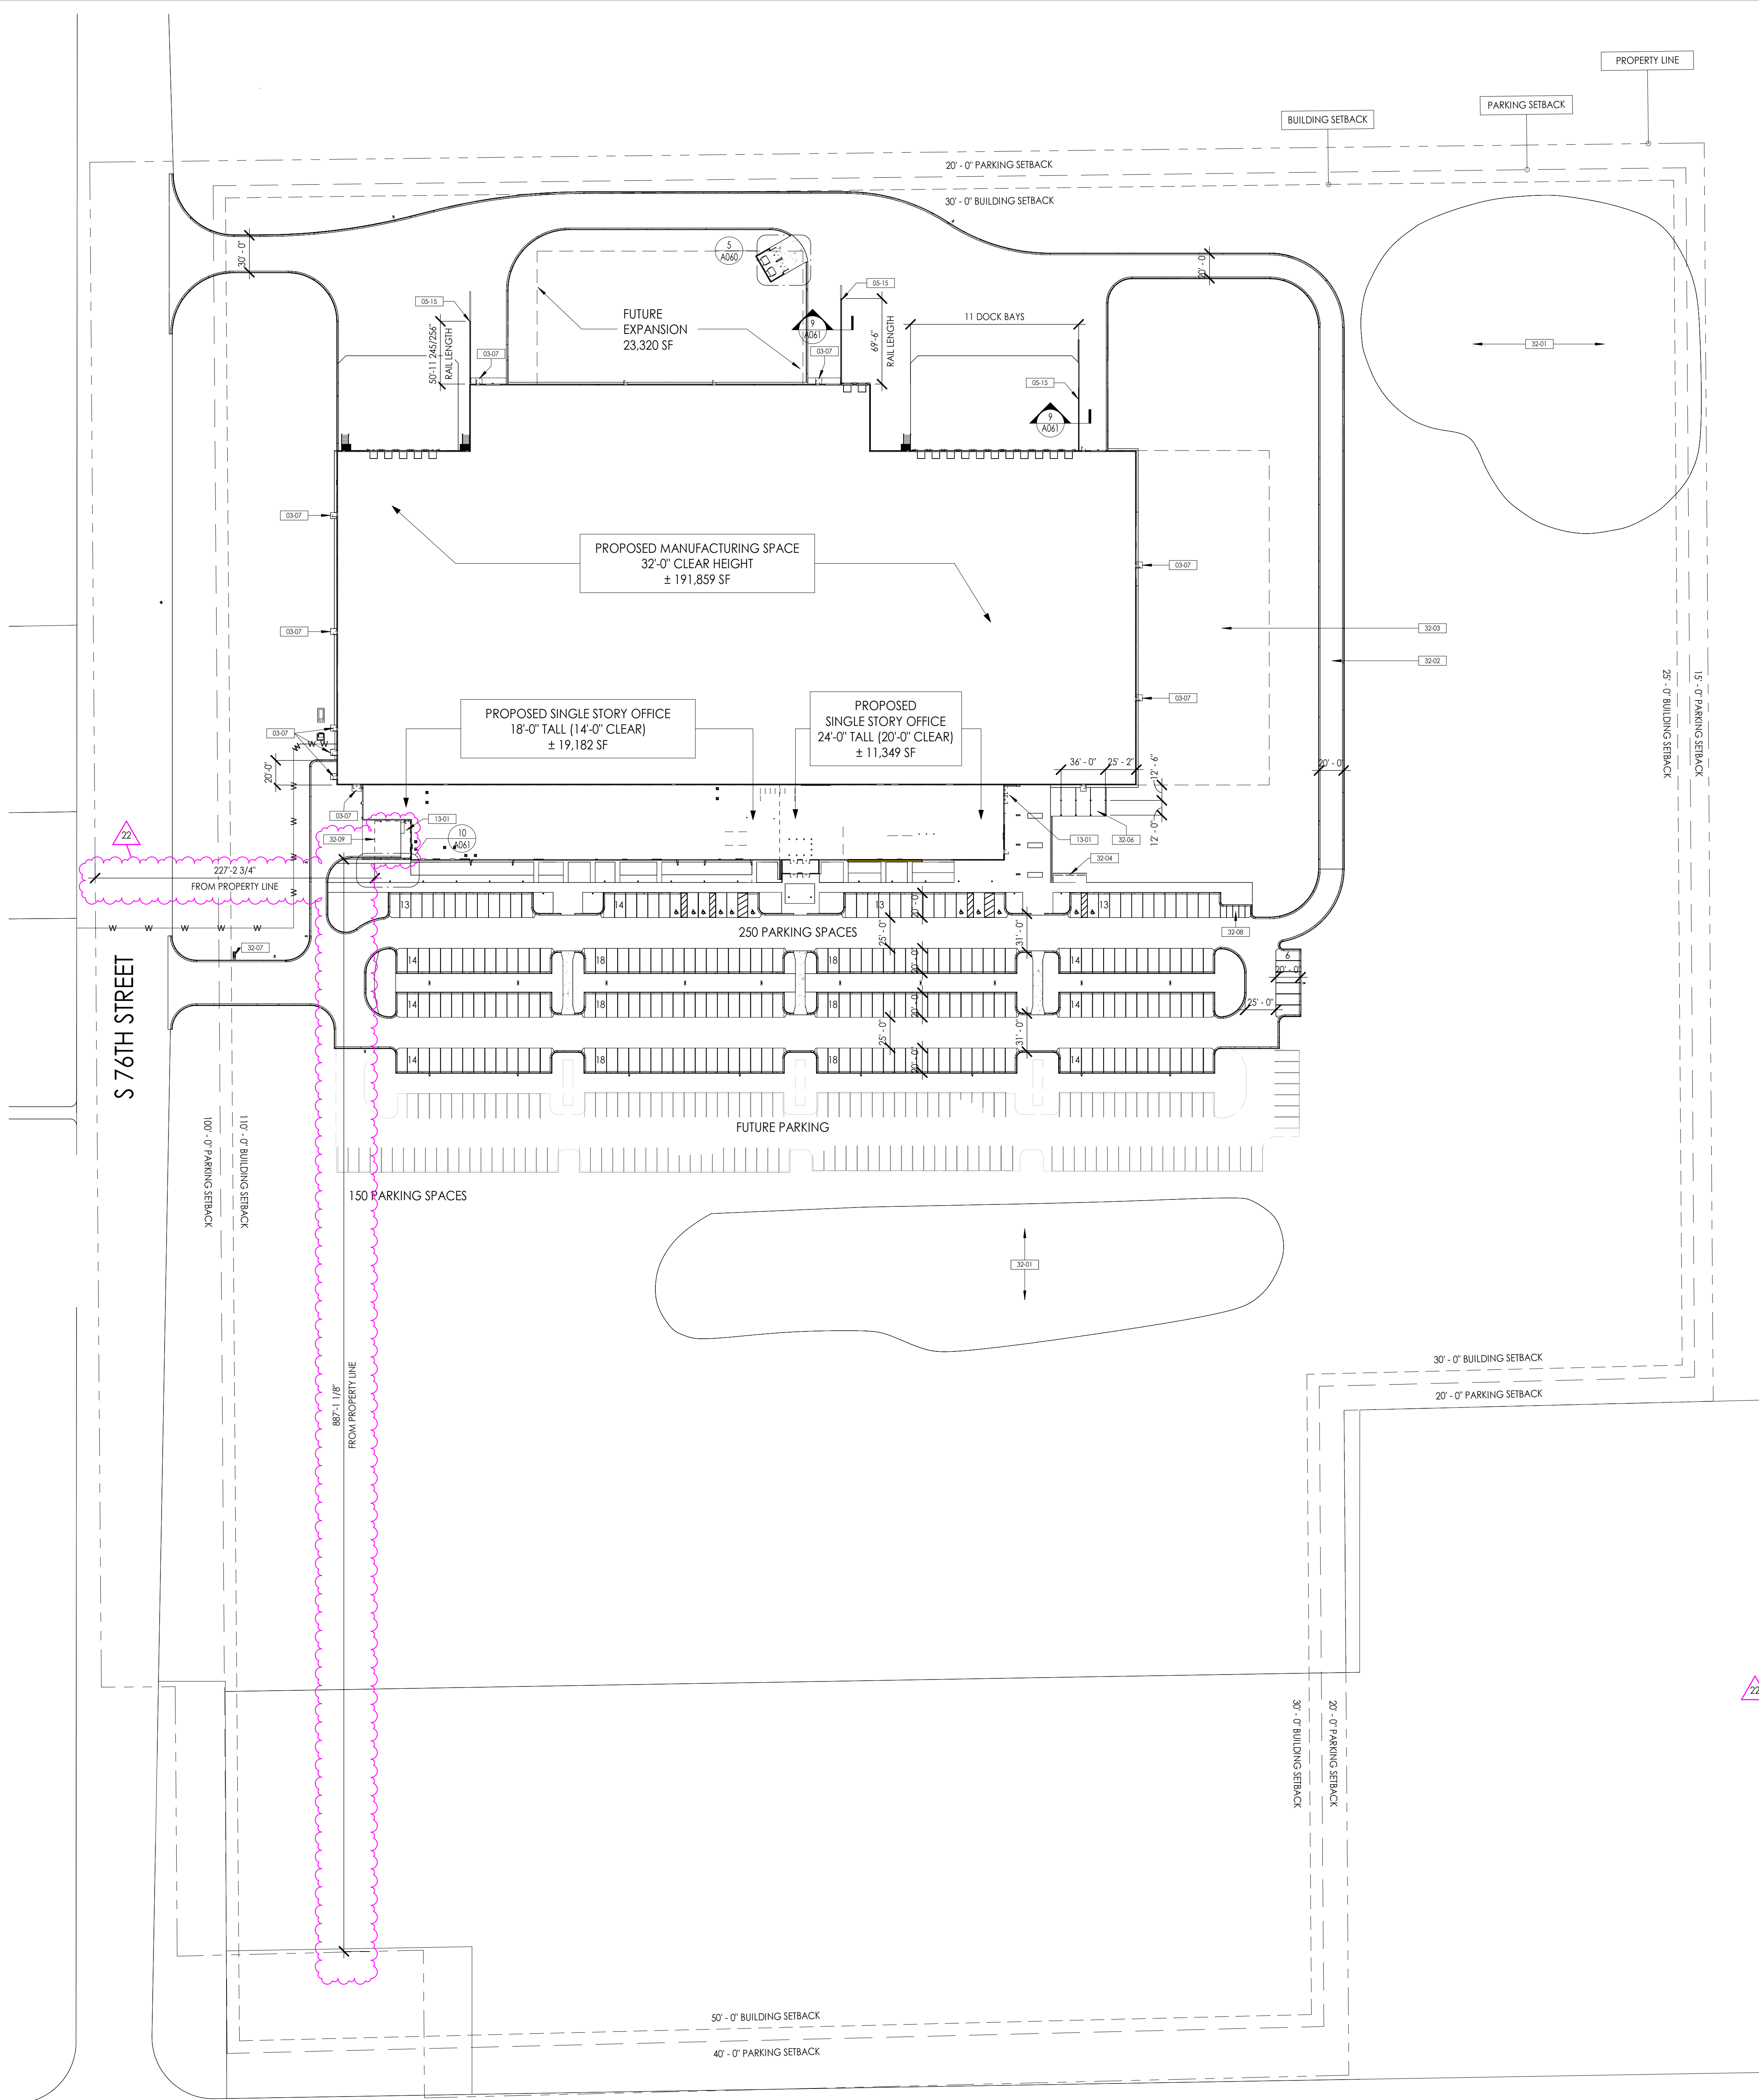 PROPERTY LINE
PARKING SETBACK
BUILDING SETBACK
20' - 0" PARKING SETBACK
30' - 0" BUILDING SETBACK
30' - 0"
5
A060
20' - 0"
05-15
05-15
FUTURE
EXPANSION
23,320 SF
9
A061
11 DOCK BAYS
50'-11 245/256"
RAIL LENGTH
69'-6"
RAIL LENGTH
03-07
03-07
32-01
05-15
9
A061
03-07
PROPOSED MANUFACTURING SPACE
32'-0" CLEAR HEIGHT
± 191,859 SF
03-07
03-07
32-03
32-02
25' - 0" BUILDING SETBACK
15' - 0" PARKING SETBACK
03-07
PROPOSED SINGLE STORY OFFICE
18'-0" TALL (14'-0" CLEAR)
± 19,182 SF
PROPOSED
SINGLE STORY OFFICE
24'-0" TALL (20'-0" CLEAR)
± 11,349 SF
03-07
W W
W
20'-0"
36' - 0"
25' - 2"
12' - 6"
20' - 0"
W
03-07
13-01
W
22
32-09
10
A061
13-01
32-06
12' - 0"
W
32-04
227'-2 3/4"
FROM PROPERTY LINE
W
13
14
13
13
20' - 0"
W W W W W
250 PARKING SPACES
25' - 0"
31' - 0"
32-08
32-07
S 76TH STREET
14
18
18
20' - 0"
14
6
20' - 0"
14
18
18
20' - 0"
14
25' - 0"
25' - 0"
31' - 0"
14
18
18
20' - 0"
14
FUTURE PARKING
100' - 0" PARKING SETBACK
110' - 0" BUILDING SETBACK
150 PARKING SPACES
32-01
30' - 0" BUILDING SETBACK
20' - 0" PARKING SETBACK
887'-1 1/8"
FROM PROPERTY LINE
22
30' - 0" BUILDING SETBACK
20' - 0" PARKING SETBACK
50' - 0" BUILDING SETBACK
40' - 0" PARKING SETBACK